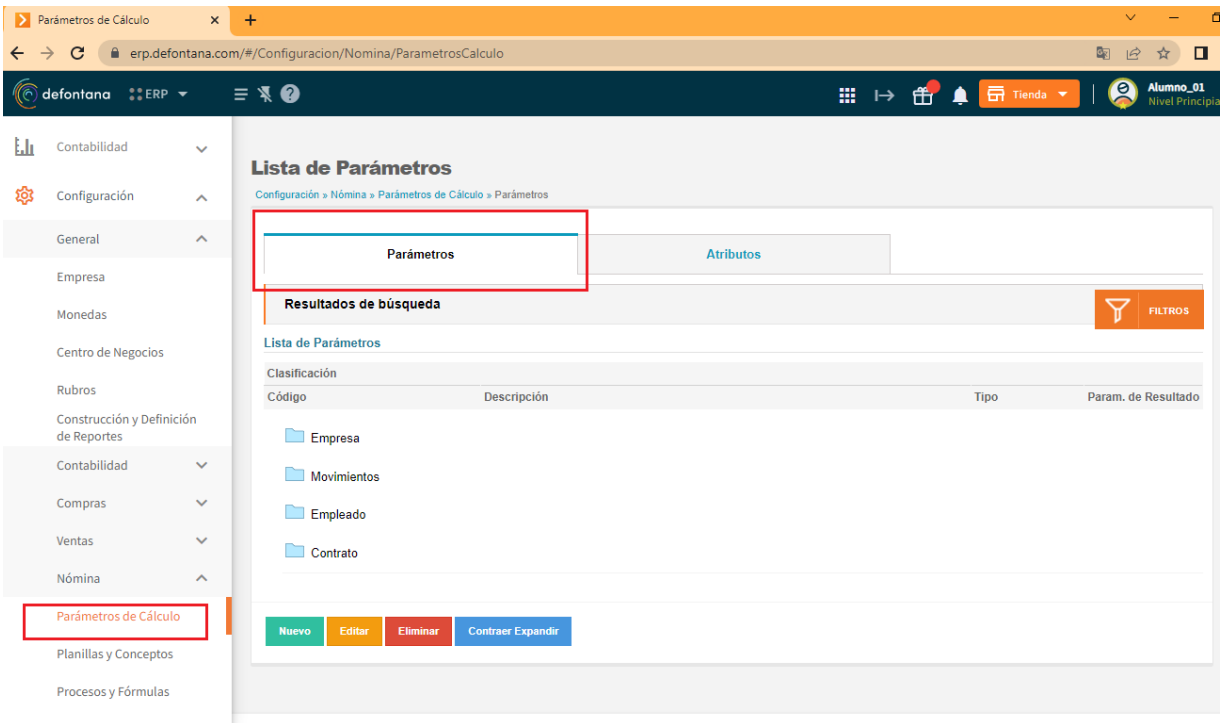 Parámetros de Cálculo
erp.defontana.com/#/Configuracion/Nomina/ParametrosCalculo
defontana ERP
Tienda
Alumno_01
Nivel Principia
Contabilidad
Configuración
General
Empresa
Monedas
Centro de Negocios
Rubros
Construcción y Definición
de Reportes
Contabilidad
Compras
Ventas
Nómina
Parámetros de Cálculo
Planillas y Conceptos
Procesos y Fórmulas
Lista de Parámetros
Configuración » Nómina » Parámetros de Cálculo » Parámetros
Parámetros Atributos
Resultados de búsqueda
FILTROS
Lista de Parámetros
Clasificación
Código Descripción Tipo Param. de Resultado
Empresa
Movimientos
Empleado
Contrato
Nuevo Editar Eliminar Contraer Expandir